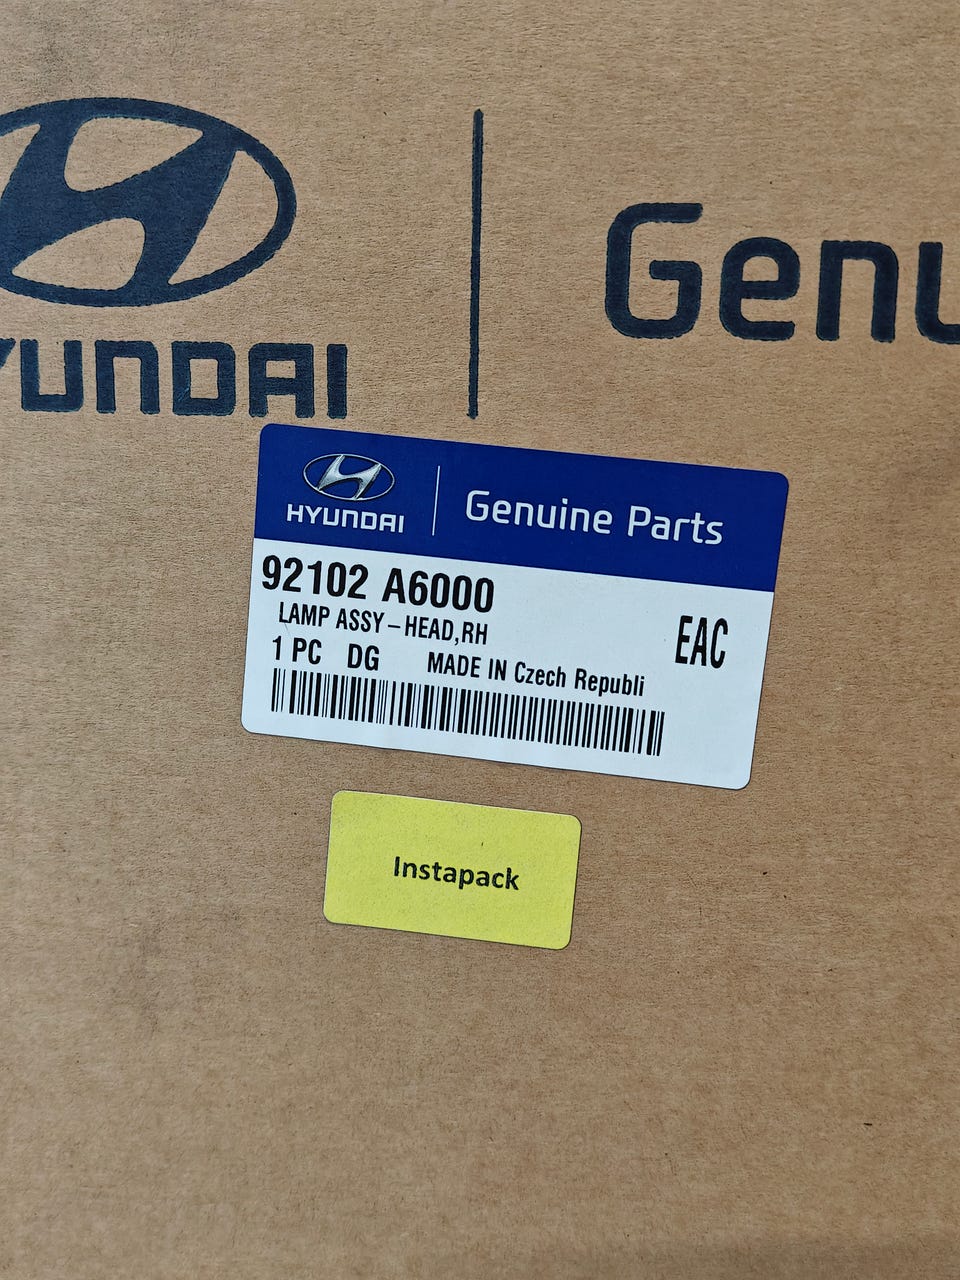 YUNDAI
Genu
HYUNDAI
Genuine Parts
92102 A6000
LAMP ASSY-HEAD,RH
EAC
1 PC DG MADE IN Czech Republi
Instapack